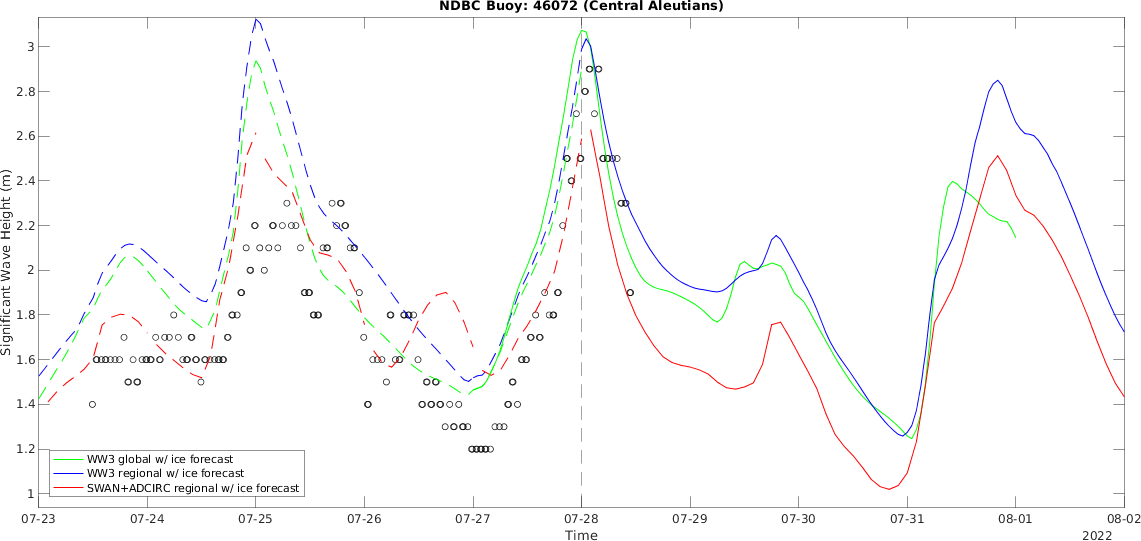 NDBC Buoy: 46072 (Central Aleutians)
Significant Wave Height (m)
3
2.8
2.6
2.4
2.2
2
1.8
1.6
1.4
1.2
1
WW3 global w/ ice forecast
WW3 regional w/ ice forecast
SWAN+ADCIRC regional w/ ice forecast
07-23 07-24 07-25 07-26 07-27 07-28 07-29 07-30 07-31 08-01 08-02
Time
2022